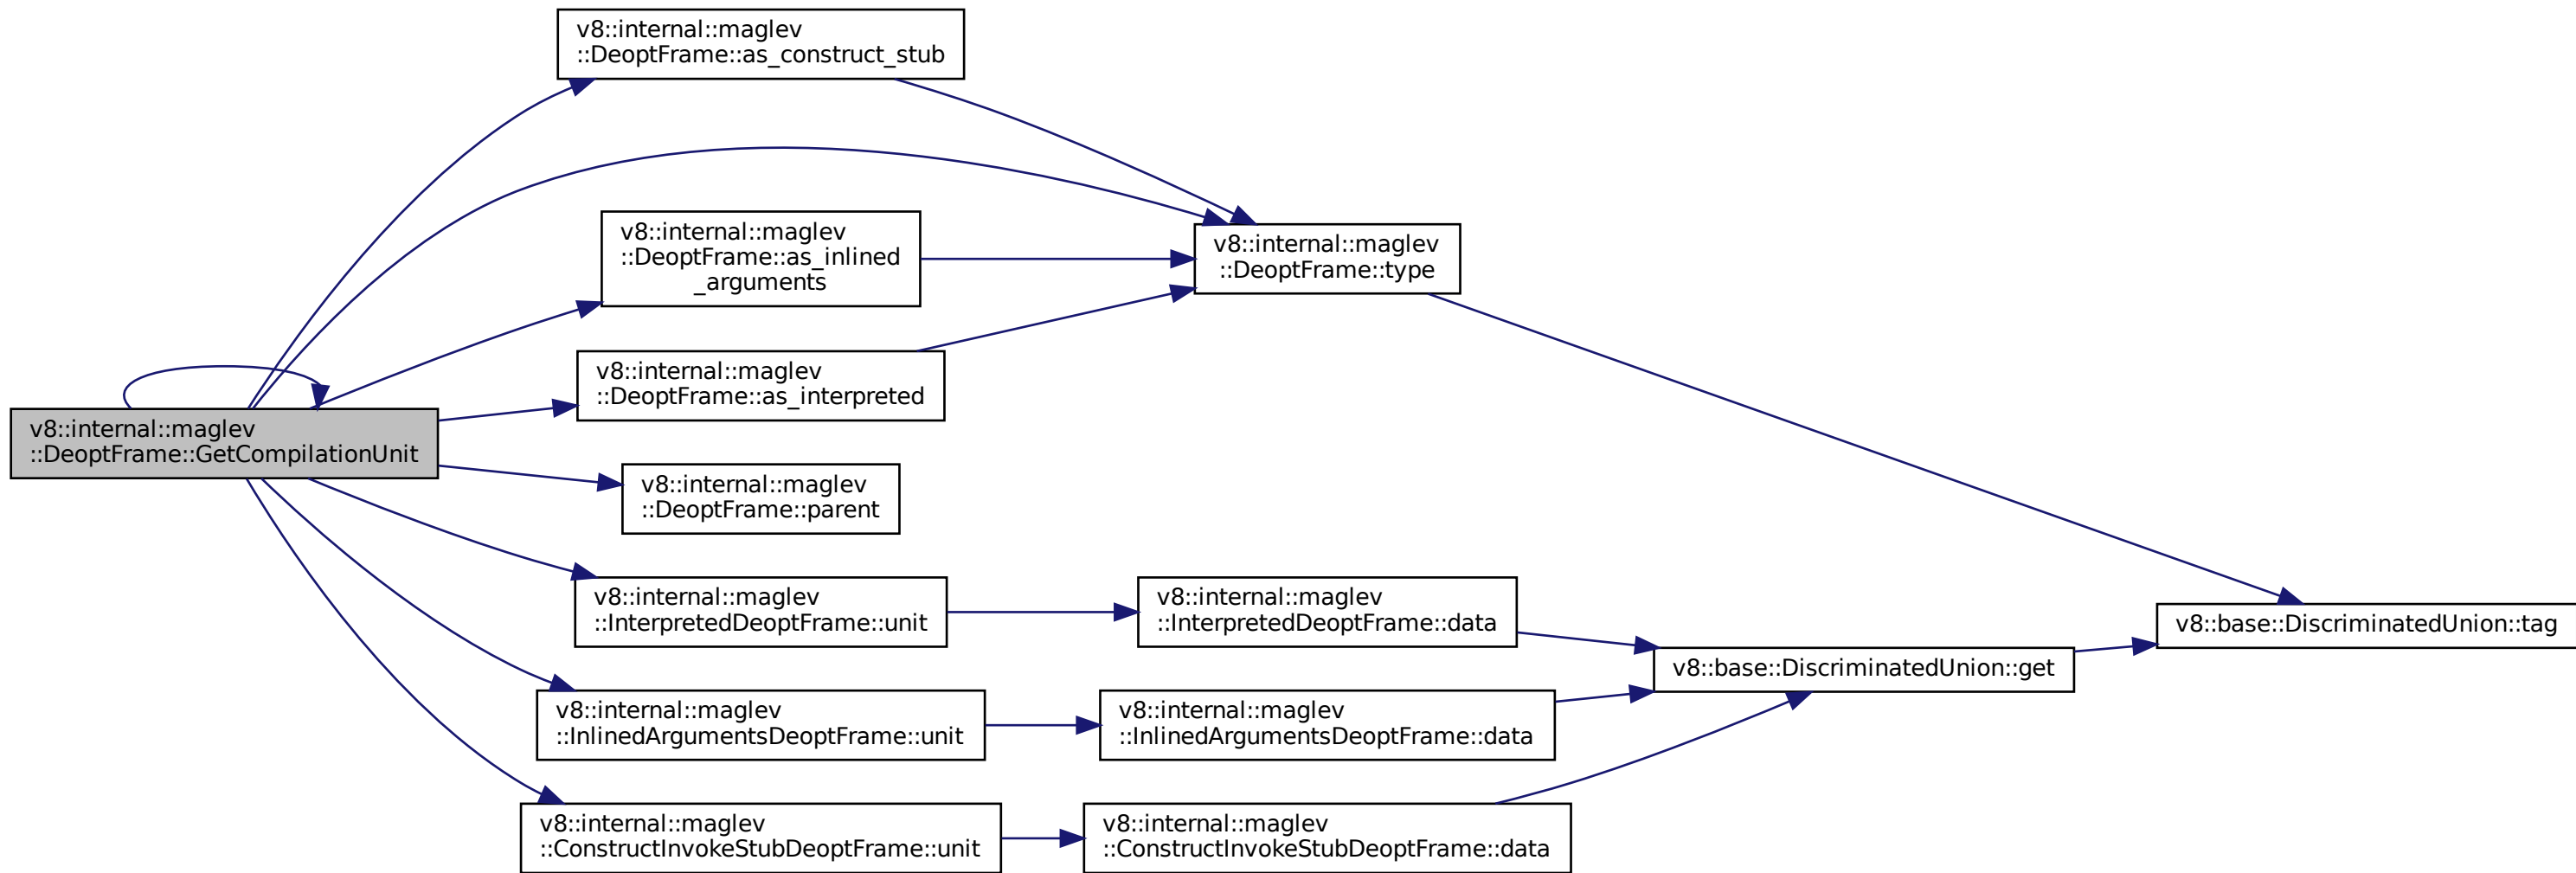 v8::internal::maglev
::DeoptFrame::as_construct_stub
v8::internal::maglev
::DeoptFrame::as_inlined
_arguments
v8::internal::maglev
::DeoptFrame::type
v8::internal::maglev
::DeoptFrame::as_interpreted
v8::internal::maglev
::DeoptFrame::GetCompilationUnit
v8::internal::maglev
::DeoptFrame::parent
v8::internal::maglev
::InterpretedDeoptFrame::unit
v8::internal::maglev
::InterpretedDeoptFrame::data
v8::base::DiscriminatedUnion::tag
v8::base::DiscriminatedUnion::get
v8::internal::maglev
::InlinedArgumentsDeoptFrame::unit
v8::internal::maglev
::InlinedArgumentsDeoptFrame::data
v8::internal::maglev
::ConstructInvokeStubDeoptFrame::unit
v8::internal::maglev
::ConstructInvokeStubDeoptFrame::data